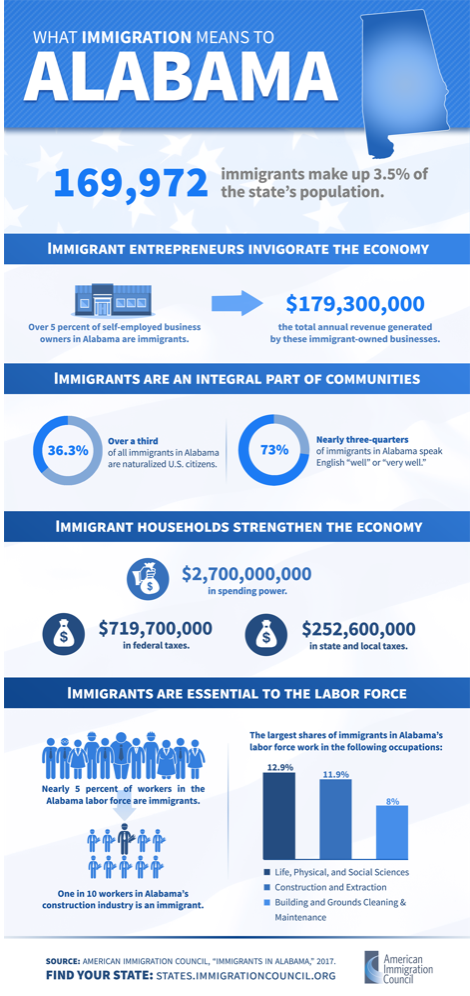 WHAT IMMIGRATION MEANS TO
ALABAMA
169,972
immigrants make up 3.5% of
the state's population.
IMMIGRANT ENTREPRENEURS INVIGORATE THE ECONOMY
Over 5 percent of self-employed business
owners in Alabama are immigrants.
$179,300,000
the total annual revenue generated
by these immigrant-owned businesses.
IMMIGRANTS ARE AN INTEGRAL PART OF COMMUNITIES
36.3%
Over a third
of all immigrants in Alabama
are naturalized U.S. citizens.
73%
Nearly three-quarters
of immigrants in Alabama speak
English "well" or "very well."
IMMIGRANT HOUSEHOLDS STRENGTHEN THE ECONOMY
$
$2,700,000,000
in spending power.
$
$719,700,000
in federal taxes.
$
$252,600,000
in state and local taxes.
IMMIGRANTS ARE ESSENTIAL TO THE LABOR FORCE
Nearly 5 percent of workers in the
Alabama labor force are immigrants.
One in 10 workers in Alabama's
construction industry is an immigrant.
The largest shares of immigrants in Alabama's
labor force work in the following occupations:
12.9%
11.9%
8%
Life, Physical, and Social Sciences
Construction and Extraction
Building and Grounds Cleaning &
Maintenance
SOURCE: AMERICAN IMMIGRATION COUNCIL, "IMMIGRANTS IN ALABAMA," 2017.
FIND YOUR STATE: STATES.IMMIGRATIONCOUNCIL.ORG
American
Immigration
Council